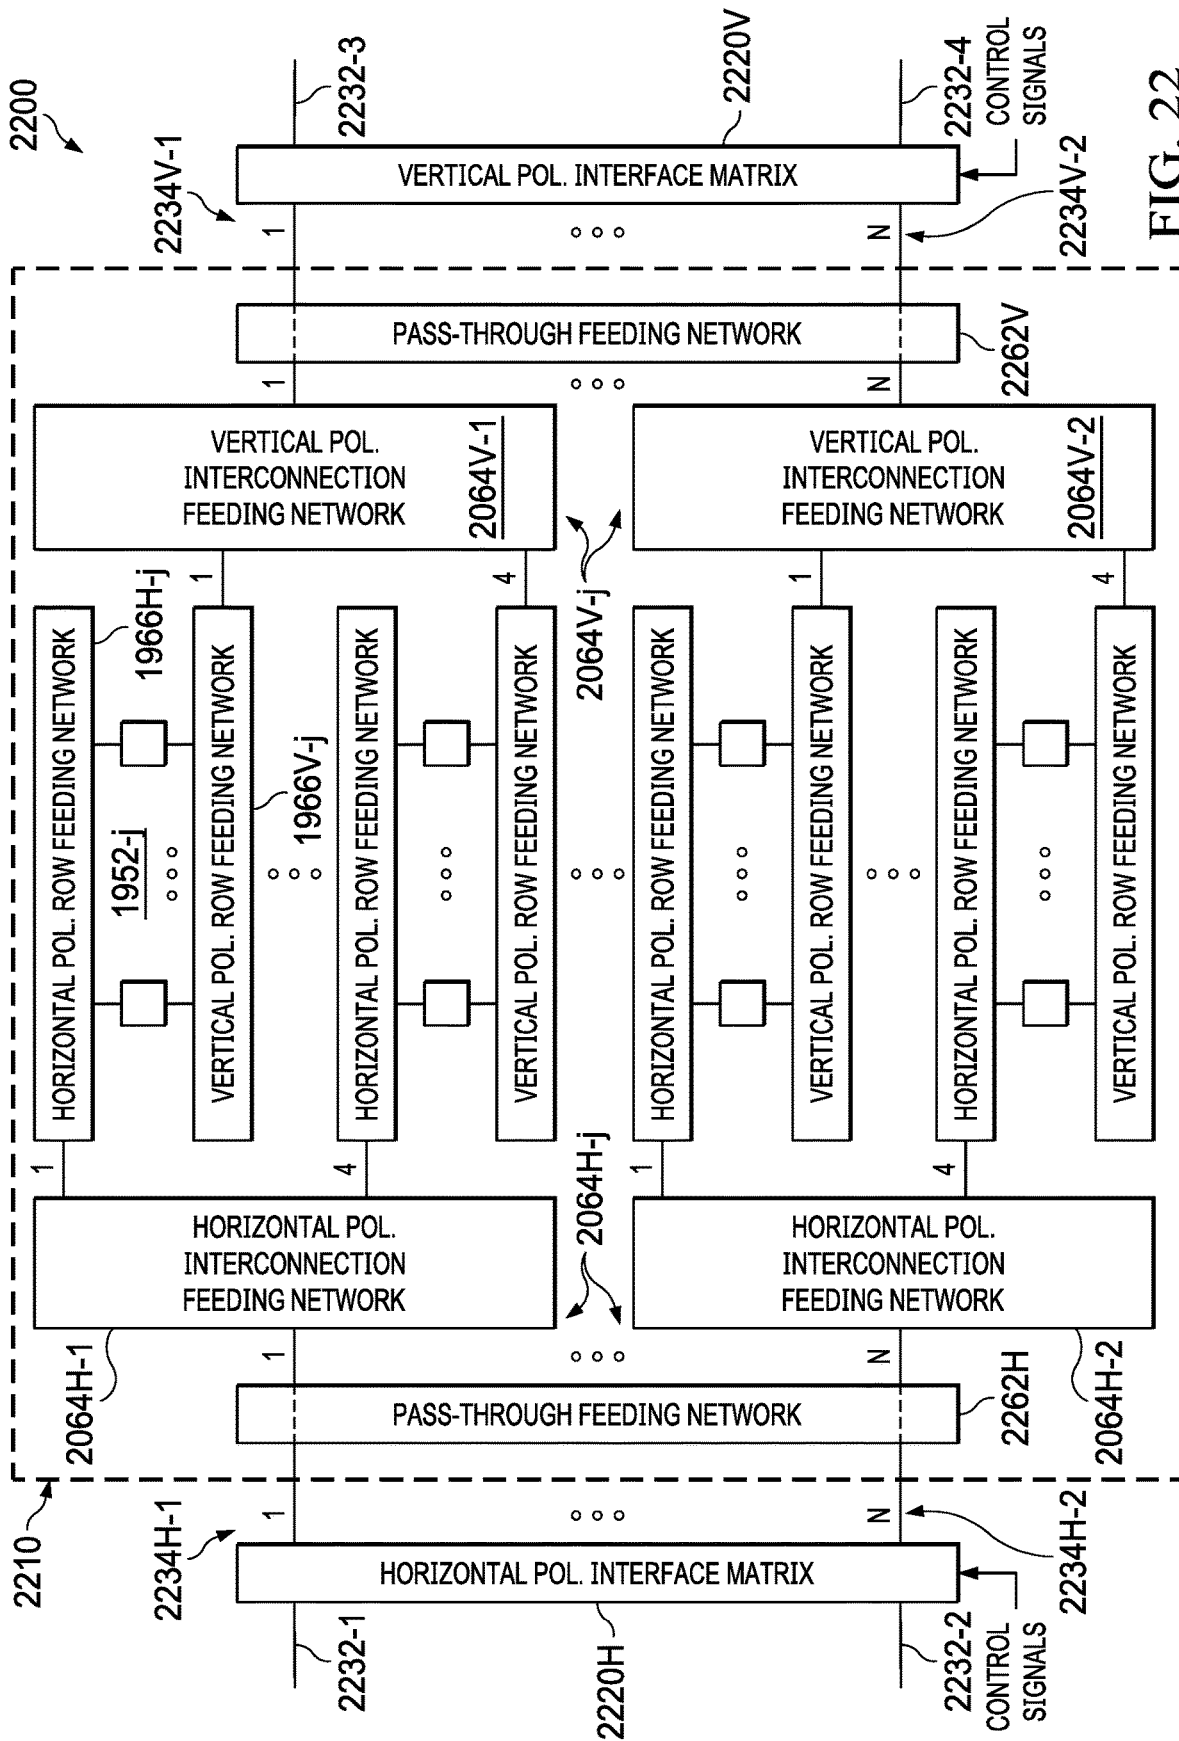 2210
2200
2064H-1
HORIZONTAL POL. ROW FEEDING NETWORK
1
1966H-j
2234H-1
2234V-1
1952-j
HORIZONTAL POL.
INTERCONNECTION
FEEDING NETWORK
VERTICAL POL. ROW FEEDING NETWORK
1
VERTICAL POL.
INTERCONNECTION
FEEDING NETWORK
1
1
1
1
2232-1
2232-3
1966V-j
4
HORIZONTAL POL. ROW FEEDING NETWORK
2064V-1
4
VERTICAL POL. ROW FEEDING NETWORK
HORIZONTAL POL. INTERFACE MATRIX
PASS-THROUGH FEEDING NETWORK
PASS-THROUGH FEEDING NETWORK
VERTICAL POL. INTERFACE MATRIX
2220H
2064H-j
2064V-j
2220V
1
HORIZONTAL POL. ROW FEEDING NETWORK
HORIZONTAL POL.
INTERCONNECTION
FEEDING NETWORK
VERTICAL POL. ROW FEEDING NETWORK
1
VERTICAL POL.
INTERCONNECTION
FEEDING NETWORK
N
N
N
N
2232-2
2232-4
4
HORIZONTAL POL. ROW FEEDING NETWORK
2262H
2262V
CONTROL
SIGNALS
CONTROL
SIGNALS
2234H-2
2064H-2
VERTICAL POL. ROW FEEDING NETWORK
4
2064V-2
2234V-2
FIG. 22